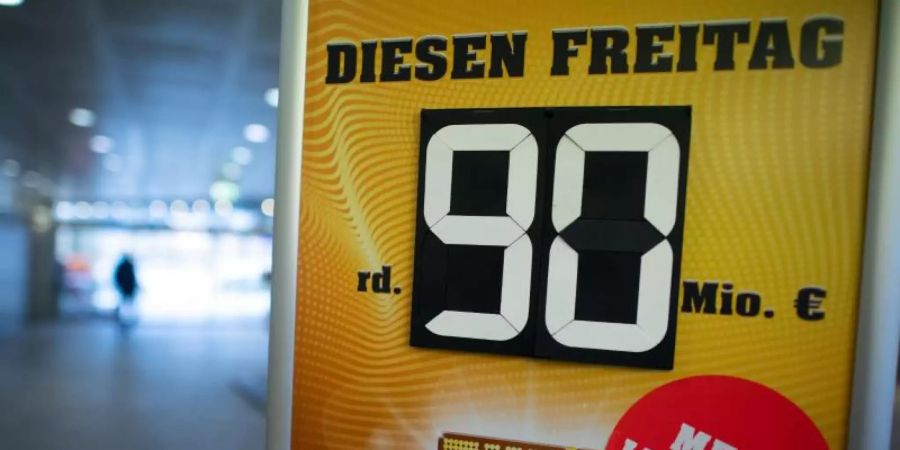 DIESEN FREITAG
90
rd.
Mio. €